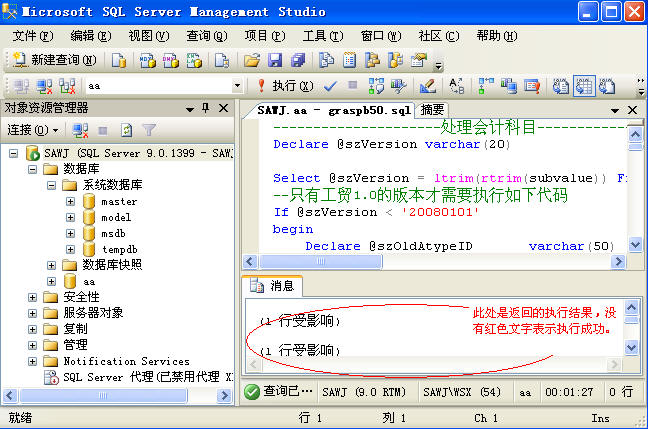 Microsoft SQL Server Management Studio
文件(F) 编辑(E) 视图(V) 查询(Q) 项目(P) 工具(T) 窗口(W) 社区(C) 帮助(H)
新建查询(N)
aa 执行(X)
对象资源管理器
连接(O)
SAWJ (SQL Server 9.0.1399 - SAWJ
数据库
系统数据库
master
model
msdb
tempdb
数据库快照
aa
安全性
服务器对象
复制
管理
Notification Services
SQL Server 代理(已禁用代理 X
SAWJ.aa - graspb50.sql 摘要
--------------------处理会计科目-----------
Declare @szVersion varchar(20)
Select @szVersion = ltrim(rtrim(subvalue)) F
--只有工贸1.0的版本才需要执行如下代码
If @szVersion < '20080101'
begin
Declare @szOldAtypeID varchar(50)
消息
(1 行受影响)
(1 行受影响)
此处是返回的执行结果，没
有红色文字表示执行成功。
查询已… SAWJ (9.0 RTM) SAWJ\WSX (54) aa 00:01:27 0 行
就绪 行 1 列 1 Ch 1 Ins